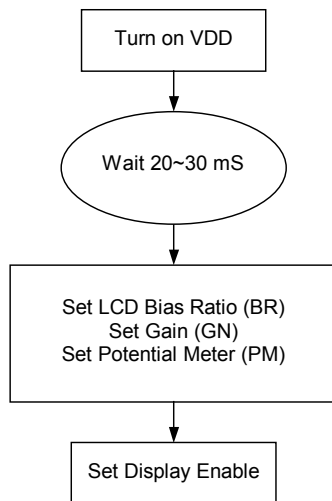 Turn on VDD
Wait 20~30 mS
Set LCD Bias Ratio (BR)
Set Gain (GN)
Set Potential Meter (PM)
Set Display Enable